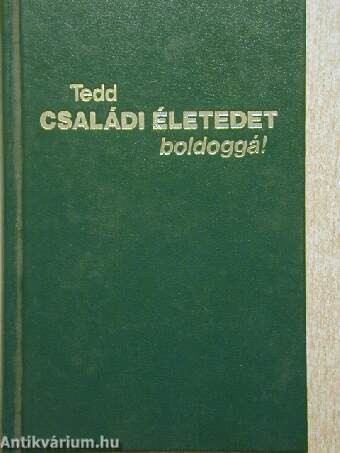 Tedd
CSALÁDI ÉLETEDET
boldoggá!
Antikvárium.hu